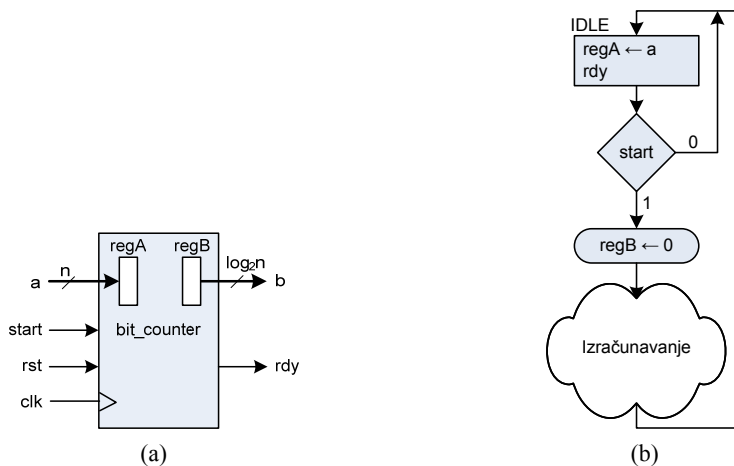 regA
regB
a
n
log₂n
b
start
bit_counter
rst
rdy
clk
(a)
IDLE
regA ← a
rdy
start
0
1
regB ← 0
Izračunavanje
(b)